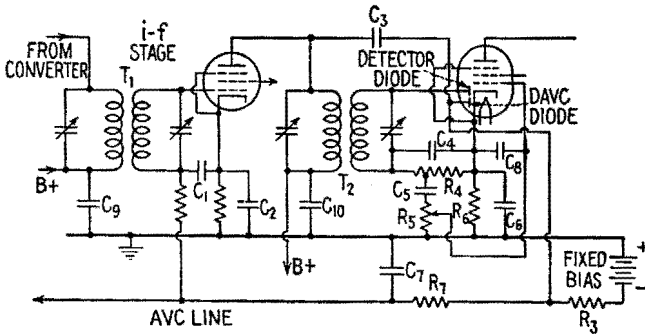 FROM
CONVERTER
i-f
STAGE
T1
C3
DETECTOR
DIODE
DAVC
DIODE
C4
C8
B+
C9
C1
C2
C10
T2
C5
R4
R5
R6
C6
B+
C7
R7
FIXED
BIAS
+
-
AVC LINE
R3